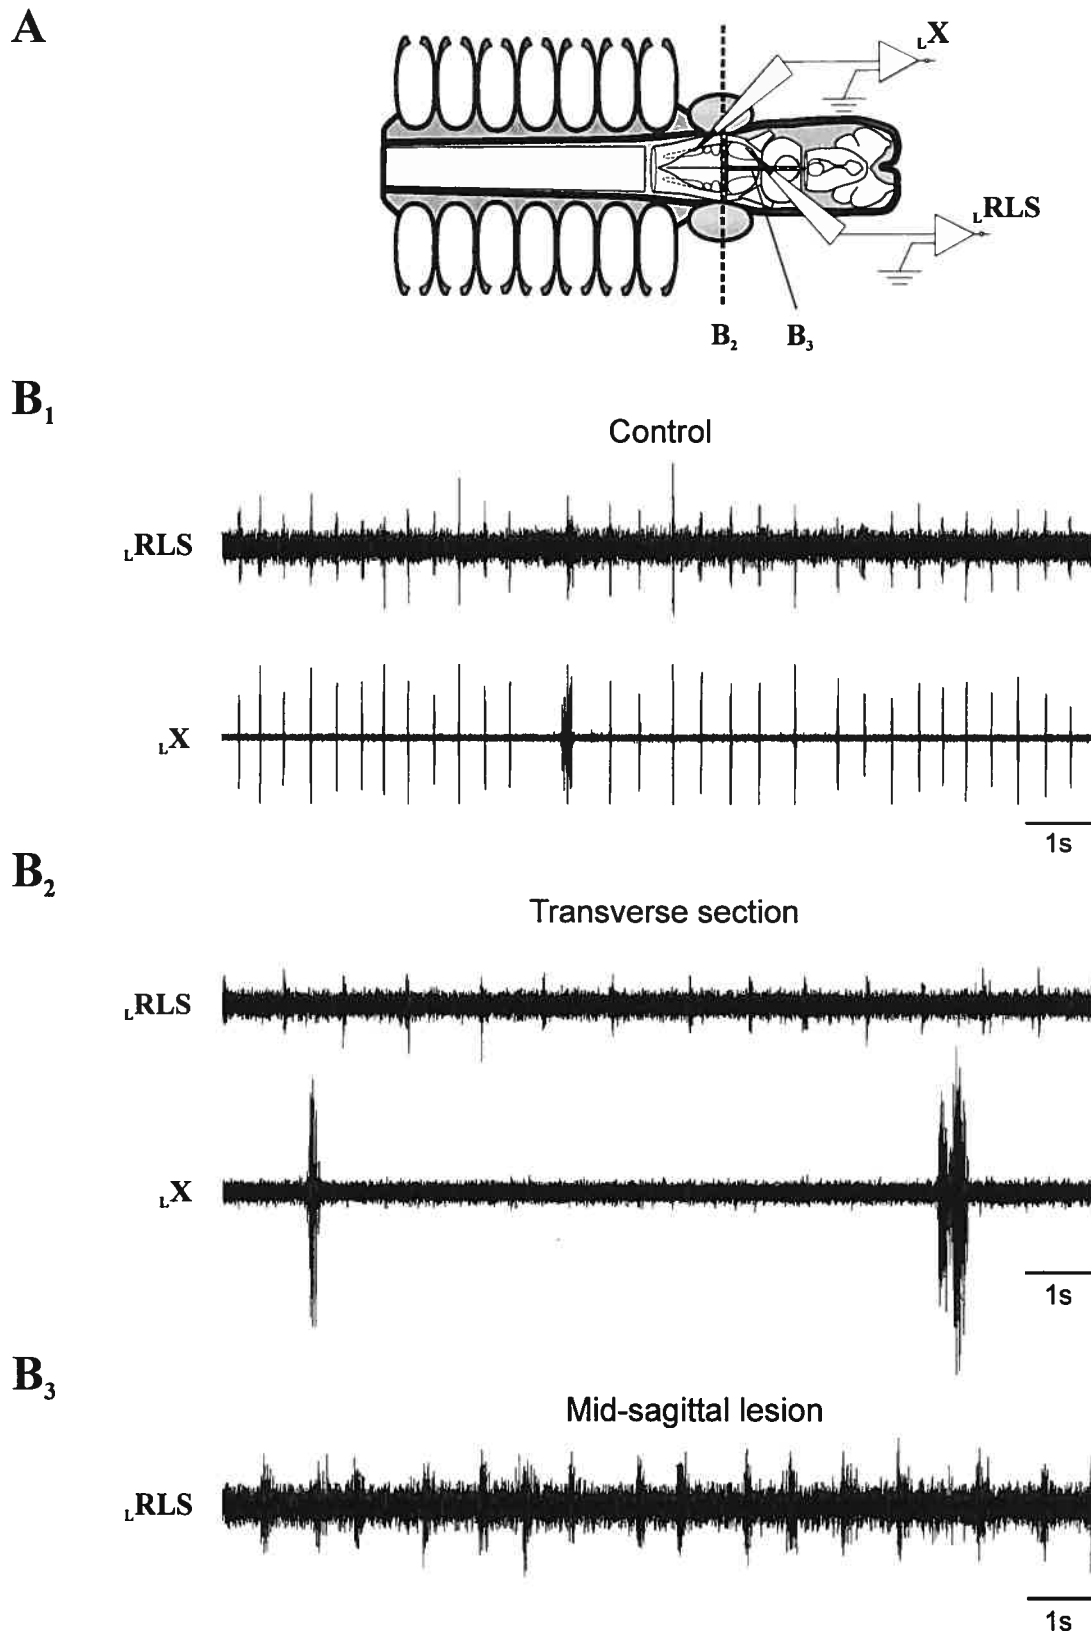 A
LX
LRLS
B2 B3
B1
Control
LRLS
LX
1s
B2
Transverse section
LRLS
LX
1s
B3
Mid-sagittal lesion
LRLS
1s